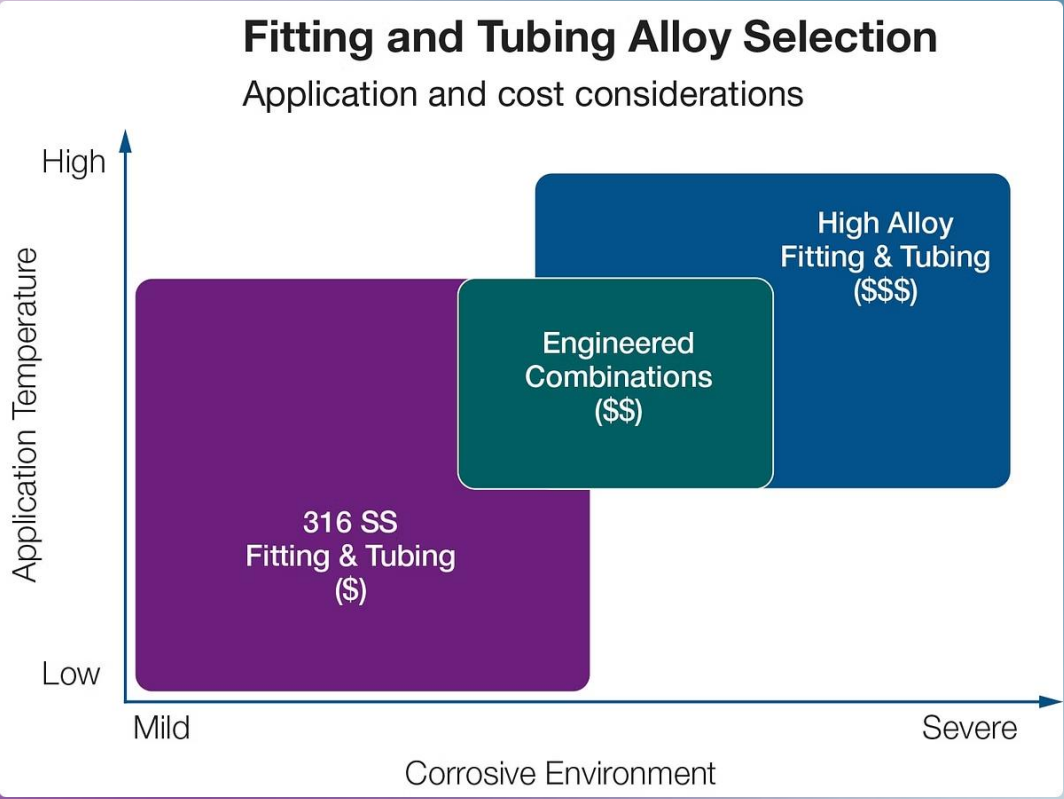 Fitting and Tubing Alloy Selection
Application and cost considerations
High
Application Temperature
Low
High Alloy
Fitting & Tubing
($$$)
Engineered
Combinations
($$)
316 SS
Fitting & Tubing
($)
Mild
Severe
Corrosive Environment